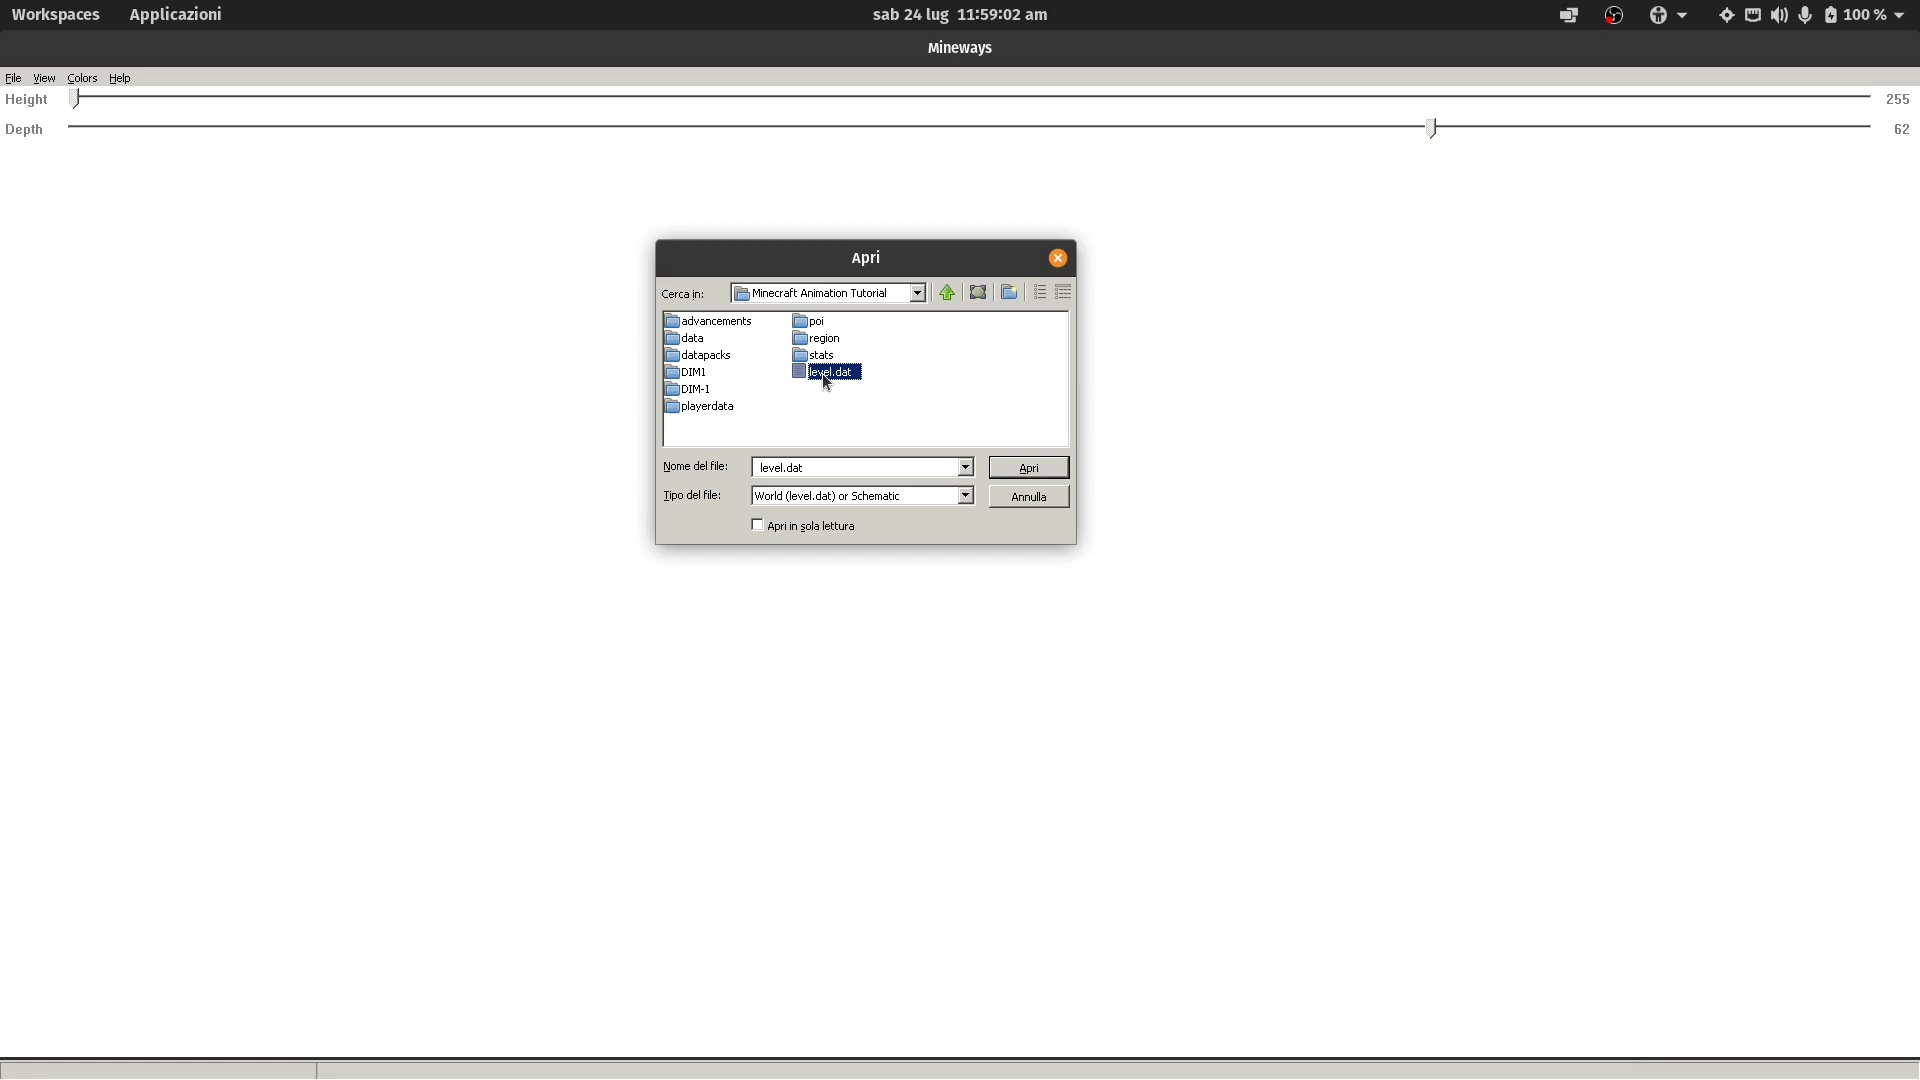 Workspaces Applicazioni sab 24 lug 11:59:02 am 100 %
Mineways
File View Colors Help
Height 255
Depth 62
Apri
Cerca in: Minecraft Animation Tutorial
advancements poi
data region
datapacks stats
DIM1 level.dat
DIM-1
playerdata
Nome del file: level.dat Apri
Tipo del file: World (level.dat) or Schematic Annulla
Apri in sola lettura